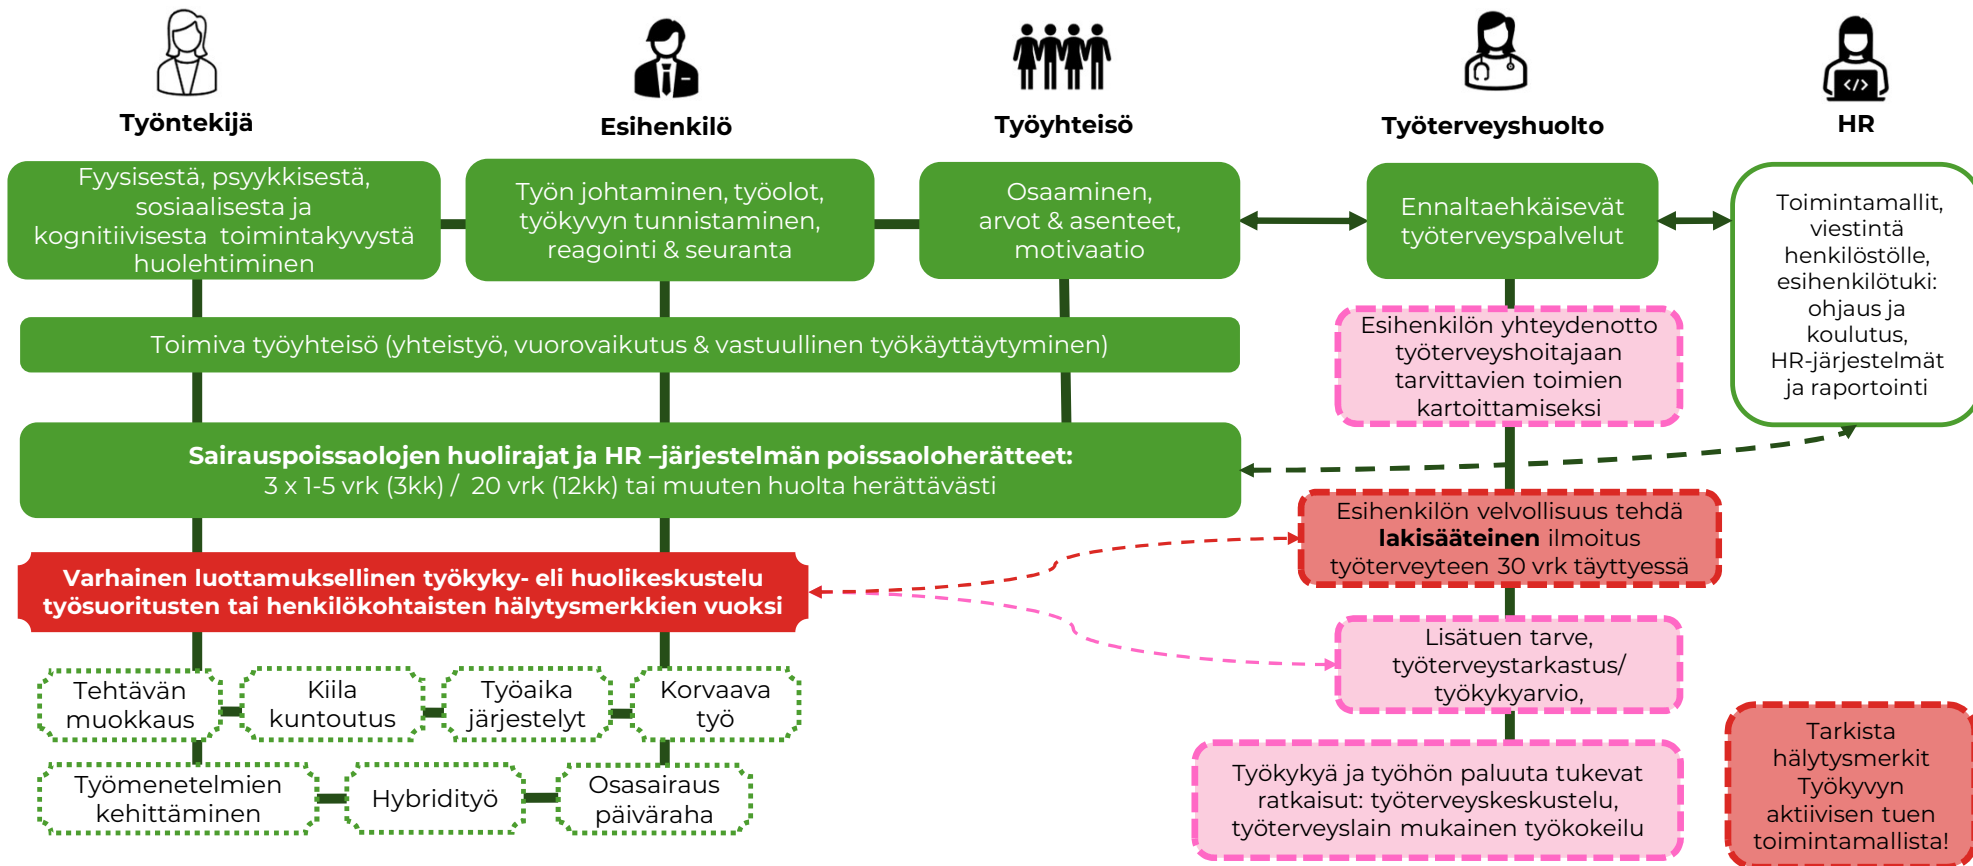 Työntekijä
Esihenkilö
Työyhteisö
Työterveyshuolto
</>
HR
Fyysisestä, psyykkisestä,
sosiaalisesta ja
kognitiivisesta toimintakyvystä
huolehtiminen
Työn johtaminen, työolot,
työkyvyn tunnistaminen,
reagointi & seuranta
Osaaminen,
arvot & asenteet,
motivaatio
Ennaltaehkäisevät
työterveyspalvelut
Toimintamallit,
viestintä
henkilöstölle,
esihenkilötuki:
ohjaus ja
koulutus,
HR-järjestelmät
ja raportointi
Toimiva työyhteisö (yhteistyö, vuorovaikutus & vastuullinen työkäyttäytyminen)
Esihenkilön yhteydenotto
työterveyshoitajaan
tarvittavien toimien
kartoittamiseksi
Sairauspoissaolojen huolirajat ja HR –järjestelmän poissaoloherätteet:
3 x 1-5 vrk (3kk) / 20 vrk (12kk) tai muuten huolta herättävästi
Esihenkilön velvollisuus tehdä
lakisääteinen ilmoitus
työterveyteen 30 vrk täyttyessä
Varhainen luottamuksellinen työkyky- eli huolikeskustelu
työsuoritusten tai henkilökohtaisten hälytysmerkkien vuoksi
Lisätuen tarve,
työterveystarkastus/
työkykyarvio,
Tehtävän
muokkaus
Kiila
kuntoutus
Työaika
järjestelyt
Korvaava
työ
Työmenetelmien
kehittäminen
Hybridityö
Osasairaus
päiväraha
Työkykyä ja työhön paluuta tukevat
ratkaisut: työterveyskeskustelu,
työterveyslain mukainen työkokeilu
Tarkista
hälytysmerkit
Työkyvyn
aktiivisen tuen
toimintamallista!